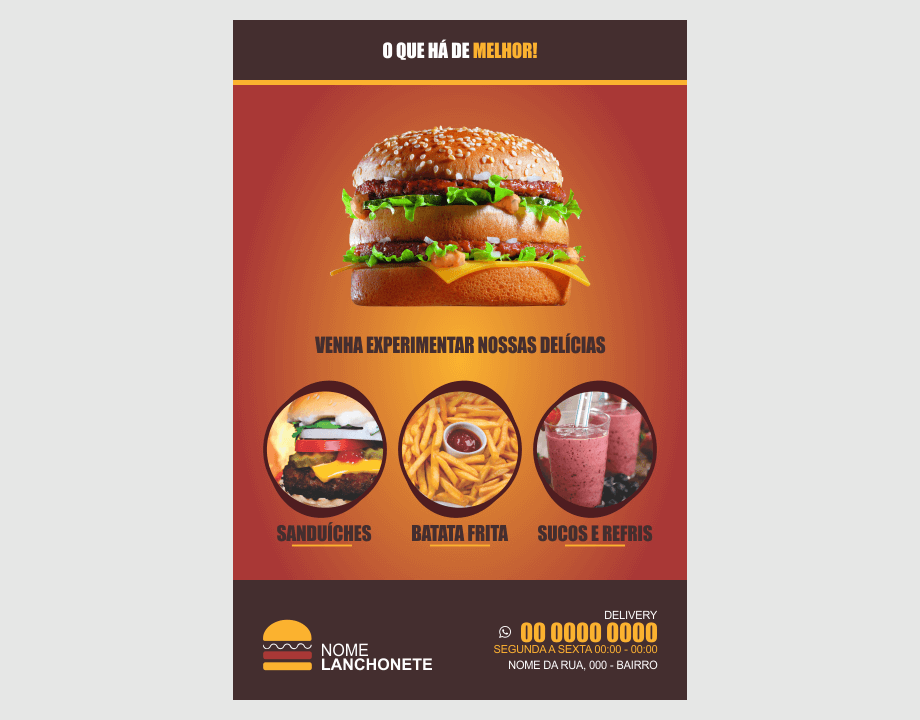 O QUE HÁ DE MELHOR!
VENHA EXPERIMENTAR NOSSAS DELÍCIAS
SANDUÍCHES
BATATA FRITA
SUCOS E REFRIS
NOME
LANCHONETE
DELIVERY
00 0000 0000
SEGUNDA A SEXTA 00:00 - 00:00
NOME DA RUA, 000 - BAIRRO